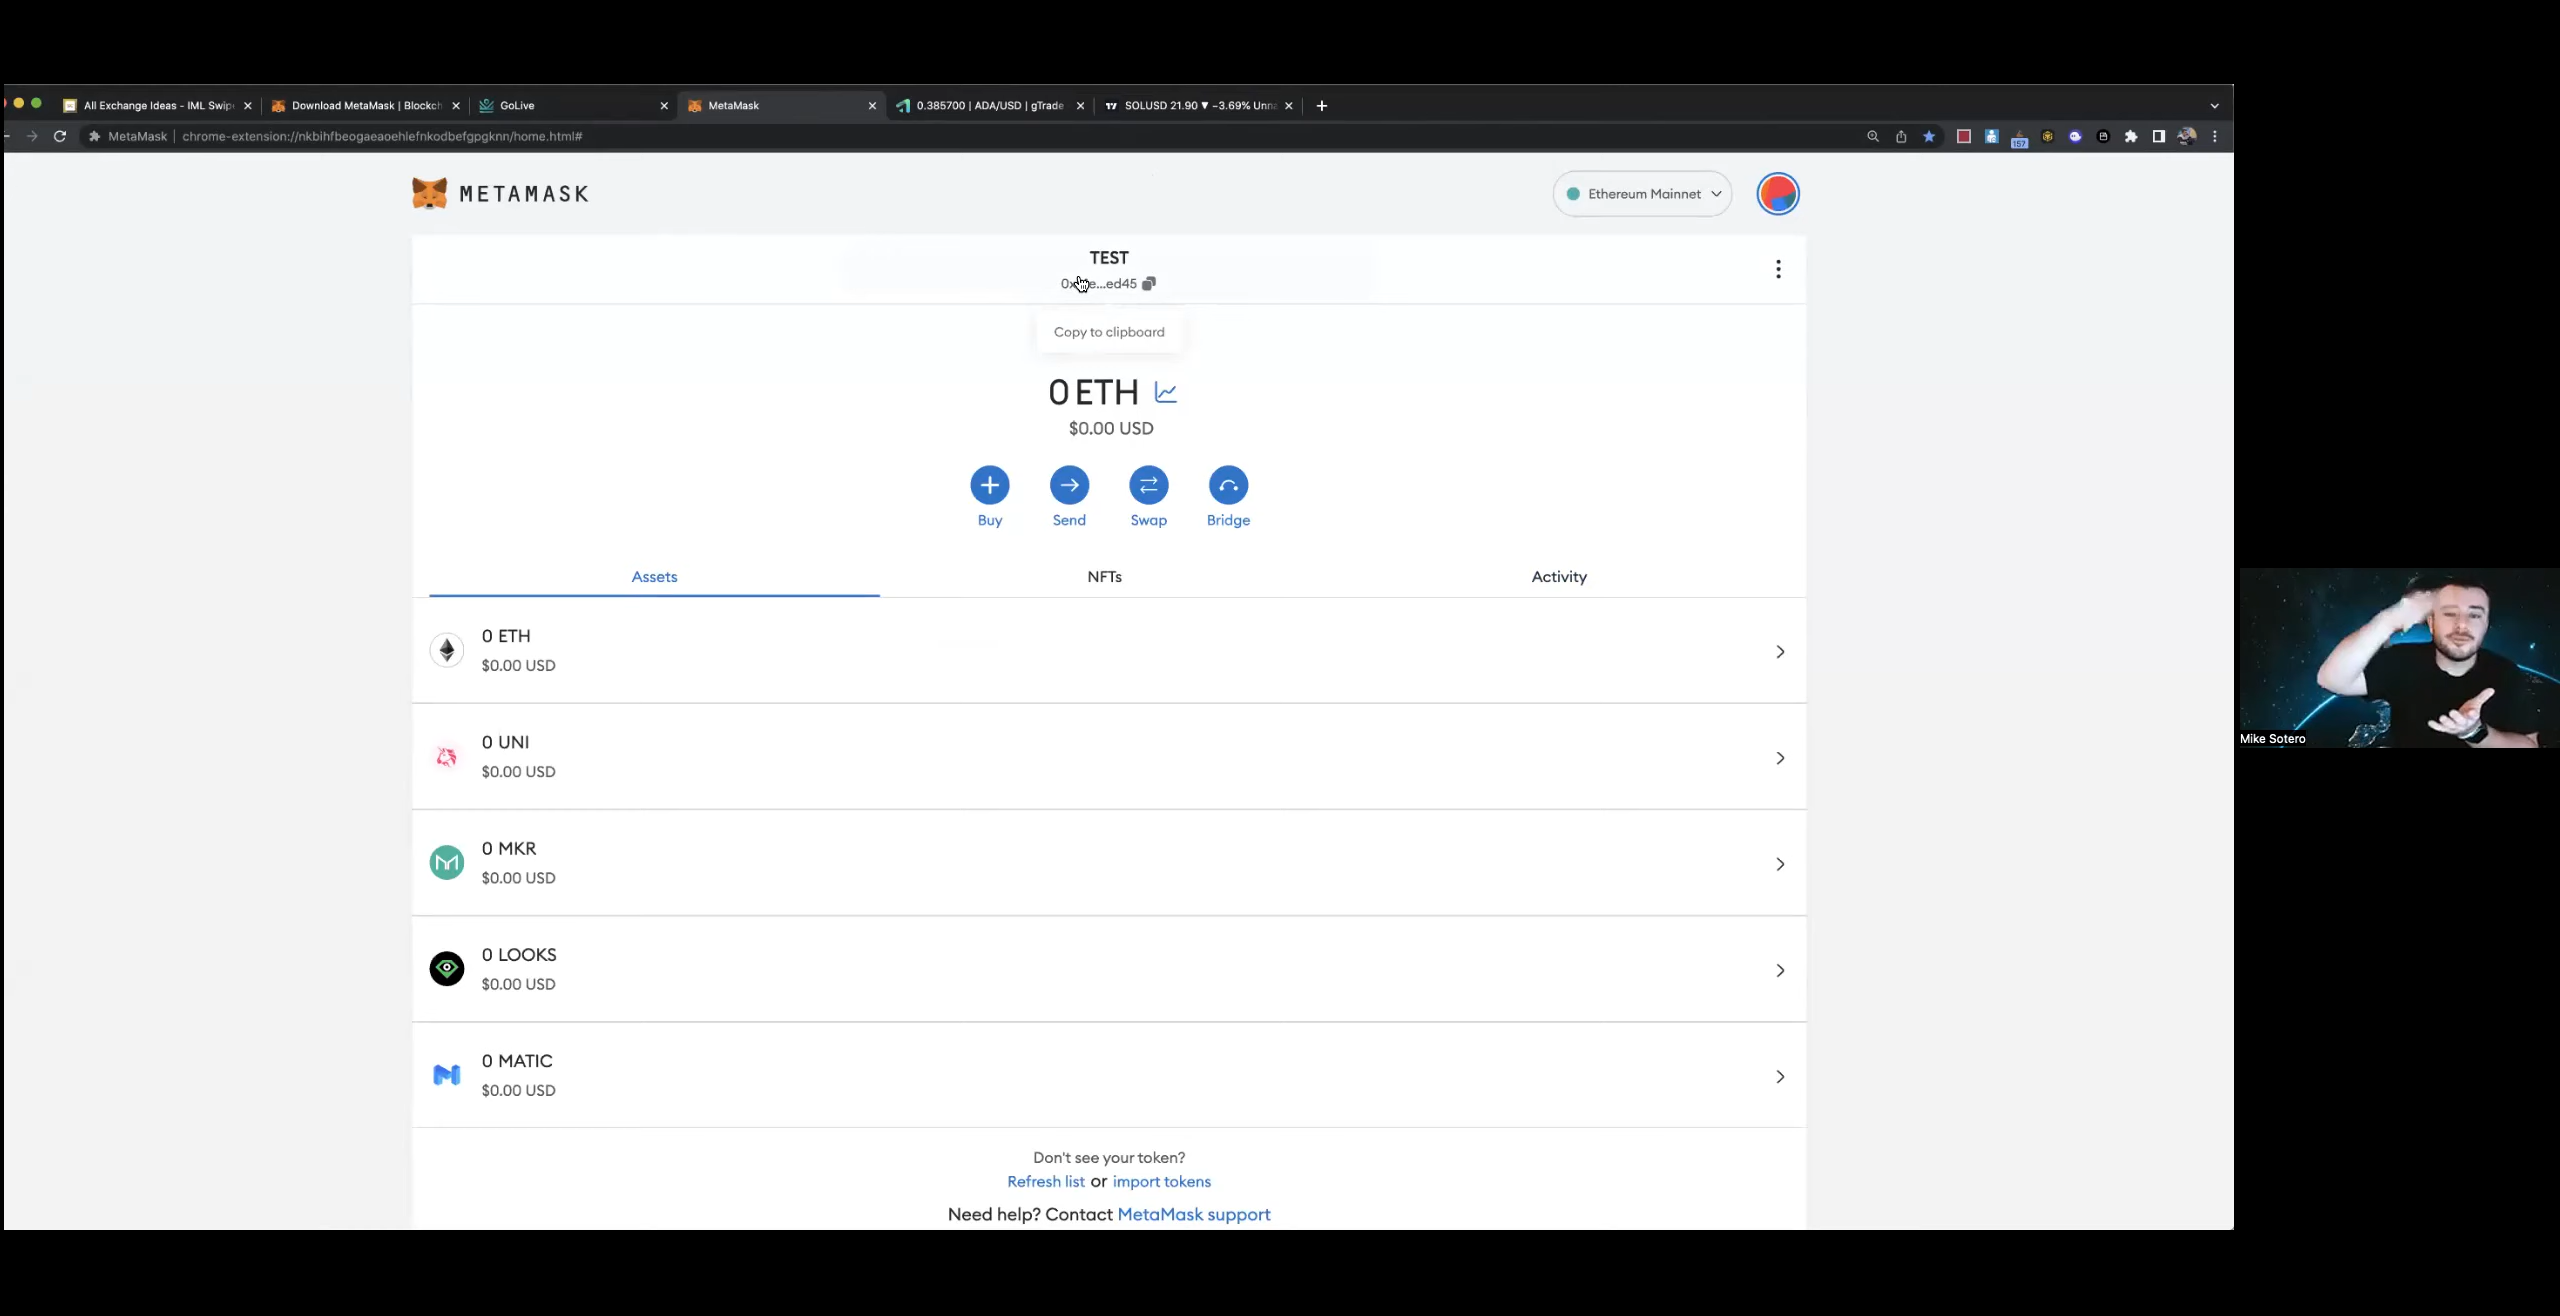 All Exchange Ideas - IML Swip
Download MetaMask | Blockch
GoLive
MetaMask
0.385700 | ADA/USD | gTrade
SOLUSD 21.90 ▼ −3.69% Unna
MetaMask | chrome-extension://nkbihfbeogaeaoehlefnkodbefgpgknn/home.html#
157
METAMASK
Ethereum Mainnet
TEST
...ed45
Copy to clipboard
0 ETH
$0.00 USD
Buy
Send
Swap
Bridge
Assets
NFTs
Activity
0 ETH
$0.00 USD
0 UNI
$0.00 USD
0 MKR
$0.00 USD
0 LOOKS
$0.00 USD
0 MATIC
$0.00 USD
Don't see your token?
Refresh list or import tokens
Need help? Contact MetaMask support
Mike Sotero